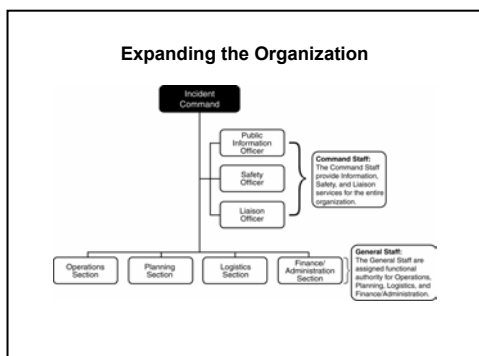 Expanding the Organization
Incident
Command
Public
Information
Officer
Safety
Officer
Liaison
Officer
Command Staff:
The Command Staff
provide Information,
Safety, and Liaison
services for the entire
organization.
Operations
Section
Planning
Section
Logistics
Section
Finance/
Administration
Section
General Staff:
The General Staff are
assigned functional
authority for Operations,
Planning, Logistics, and
Finance/Administration.